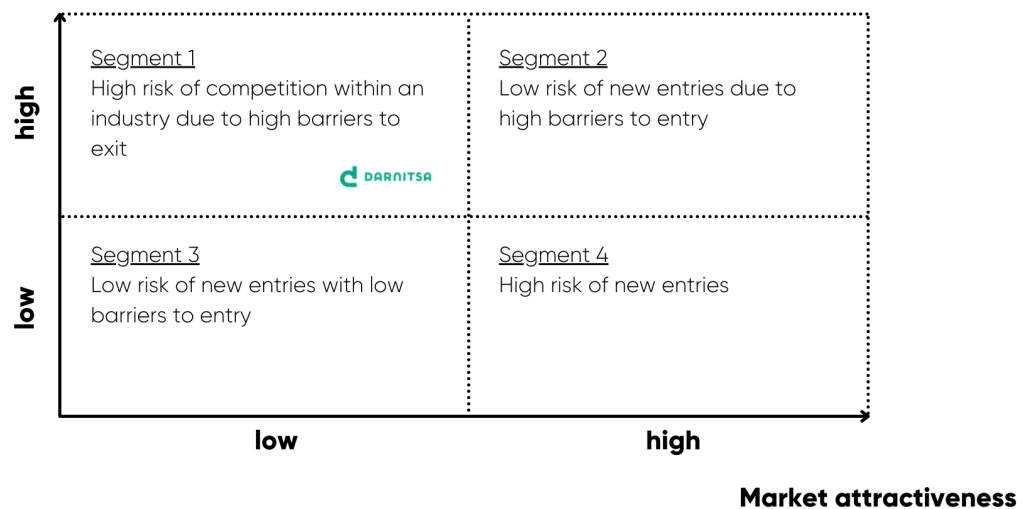 high
Segment 1
High risk of competition within an
industry due to high barriers to
exit
DARNITSA
Segment 2
Low risk of new entries due to
high barriers to entry
low
Segment 3
Low risk of new entries with low
barriers to entry
Segment 4
High risk of new entries
low
high
Market attractiveness